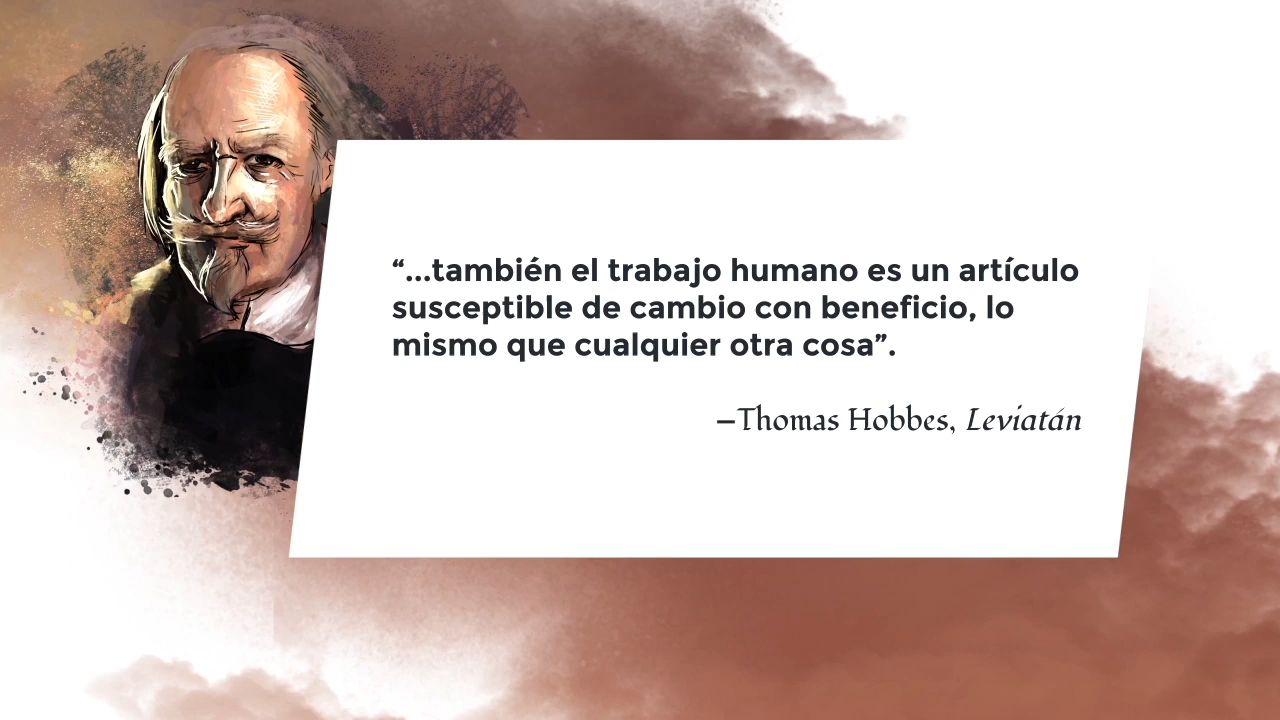 “...también el trabajo humano es un artículo
susceptible de cambio con beneficio, lo
mismo que cualquier otra cosa”.
—Thomas Hobbes, Leviatán